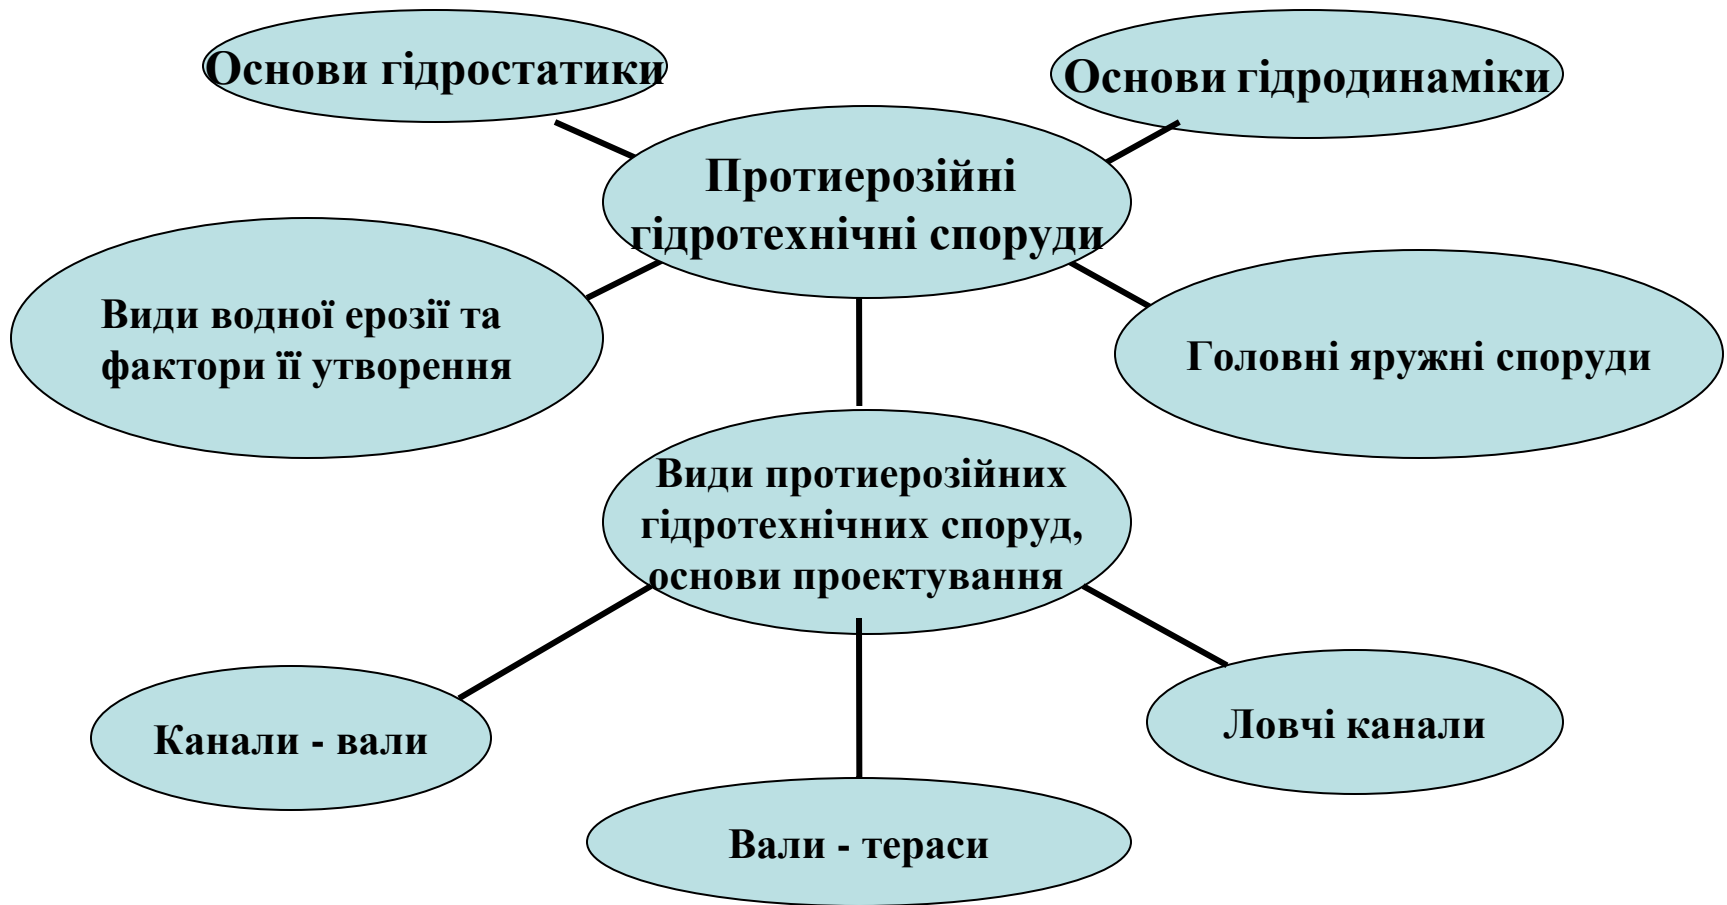 Основи гідростатики
Основи гідродинаміки
Протиерозійні
гідротехнічні споруди
Види водної ерозії та
фактори її утворення
Головні яружні споруди
Види протиерозійних
гідротехнічних споруд,
основи проектування
Канали - вали
Ловчі канали
Вали - тераси